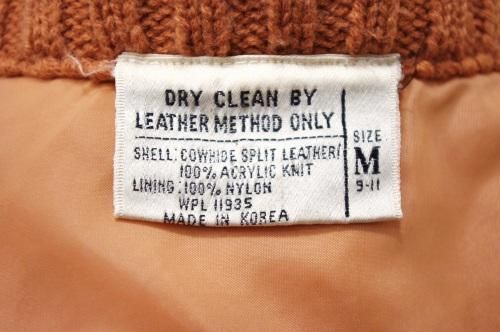 DRY CLEAN BY
LEATHER METHOD ONLY
SHELL: COWHIDE SPLIT LEATHER/
100% ACRYLIC KNIT
LINING: 100% NYLON
WPL 11935
MADE IN KOREA
SIZE
M
9-11